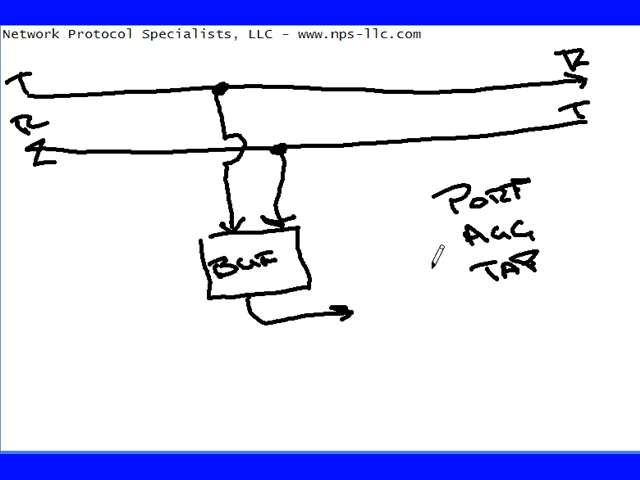 Network Protocol Specialists, LLC - www.nps-llc.com
T
R
R
T
PORT
AGG
TAP
BUF